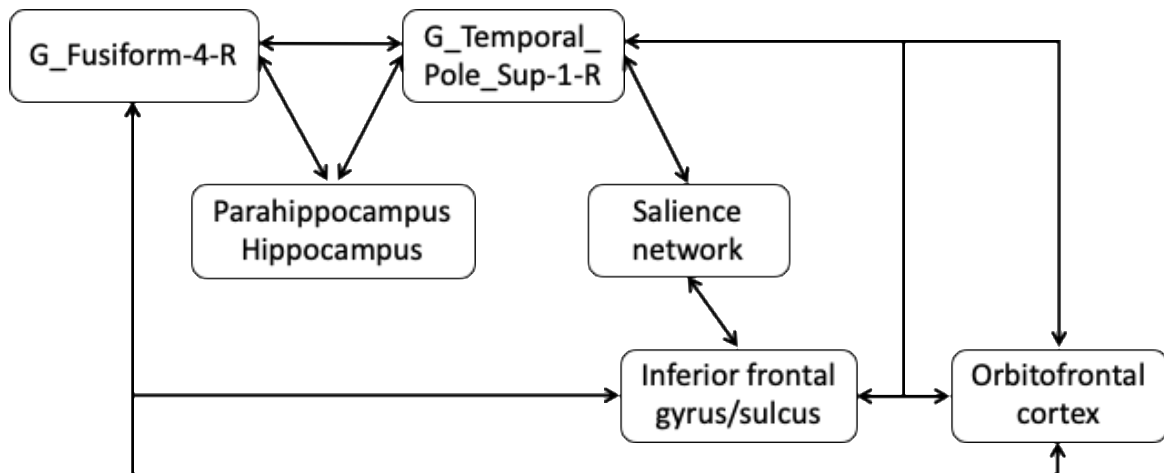 G_Fusiform-4-R
G_Temporal_
Pole_Sup-1-R
Parahippocampus
Hippocampus
Salience
network
Inferior frontal
gyrus/sulcus
Orbitofrontal
cortex